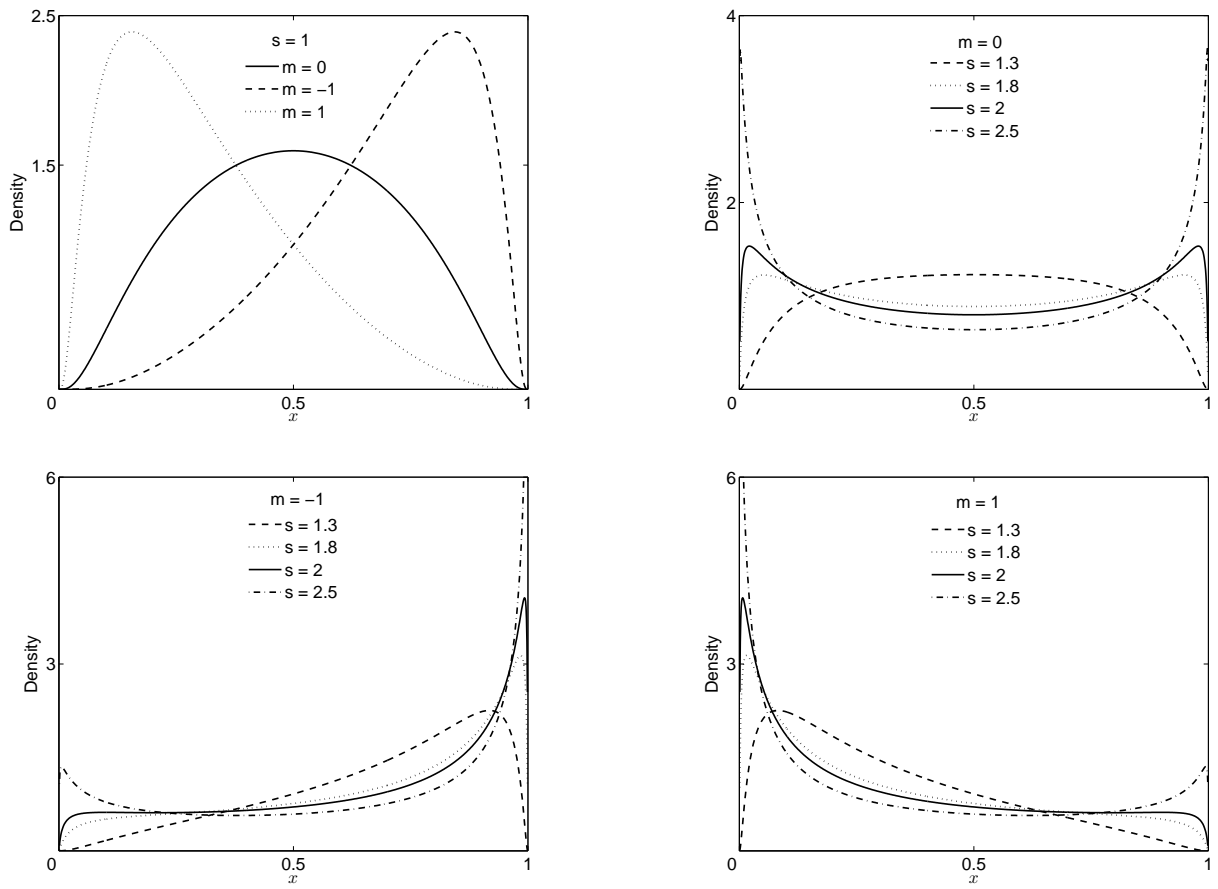 2.5
1.5
0
0.5
1
Density
x
s = 1
m = 0
m = −1
m = 1
4
2
0
0.5
1
Density
x
m = 0
s = 1.3
s = 1.8
s = 2
s = 2.5
6
3
0
0.5
1
Density
x
m = −1
s = 1.3
s = 1.8
s = 2
s = 2.5
6
3
0
0.5
1
Density
x
m = 1
s = 1.3
s = 1.8
s = 2
s = 2.5